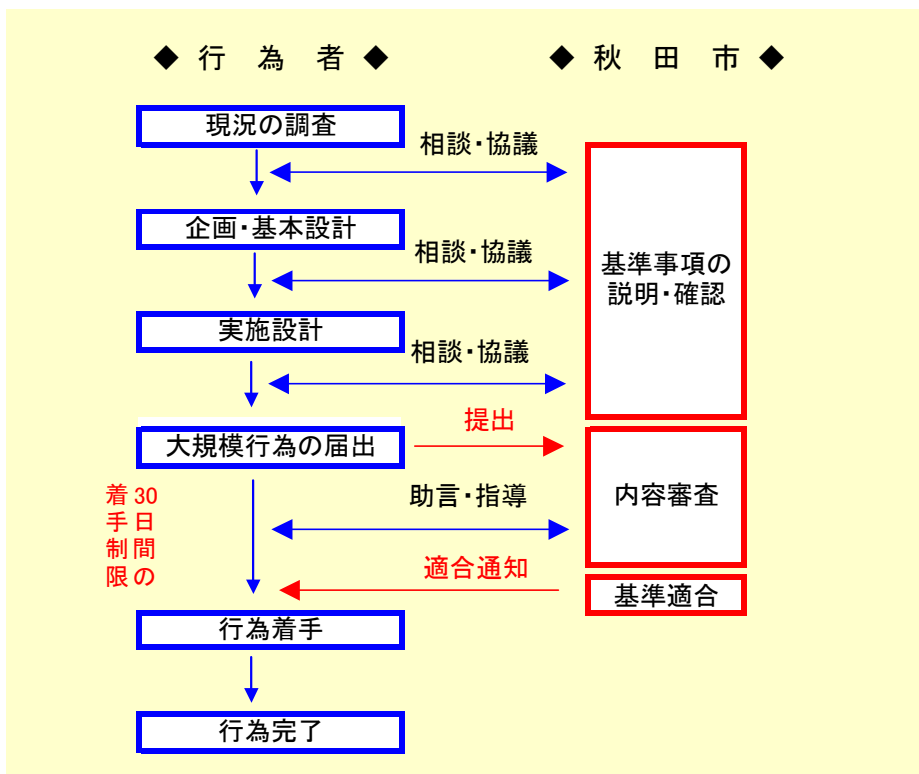 ◆ 行 為 者 ◆
◆ 秋 田 市 ◆
現況の調査
相談・協議
企画・基本設計
相談・協議
基準事項の
説明・確認
実施設計
相談・協議
大規模行為の届出
提出
30日間の
着手制限
助言・指導
内容審査
適合通知
基準適合
行為着手
行為完了